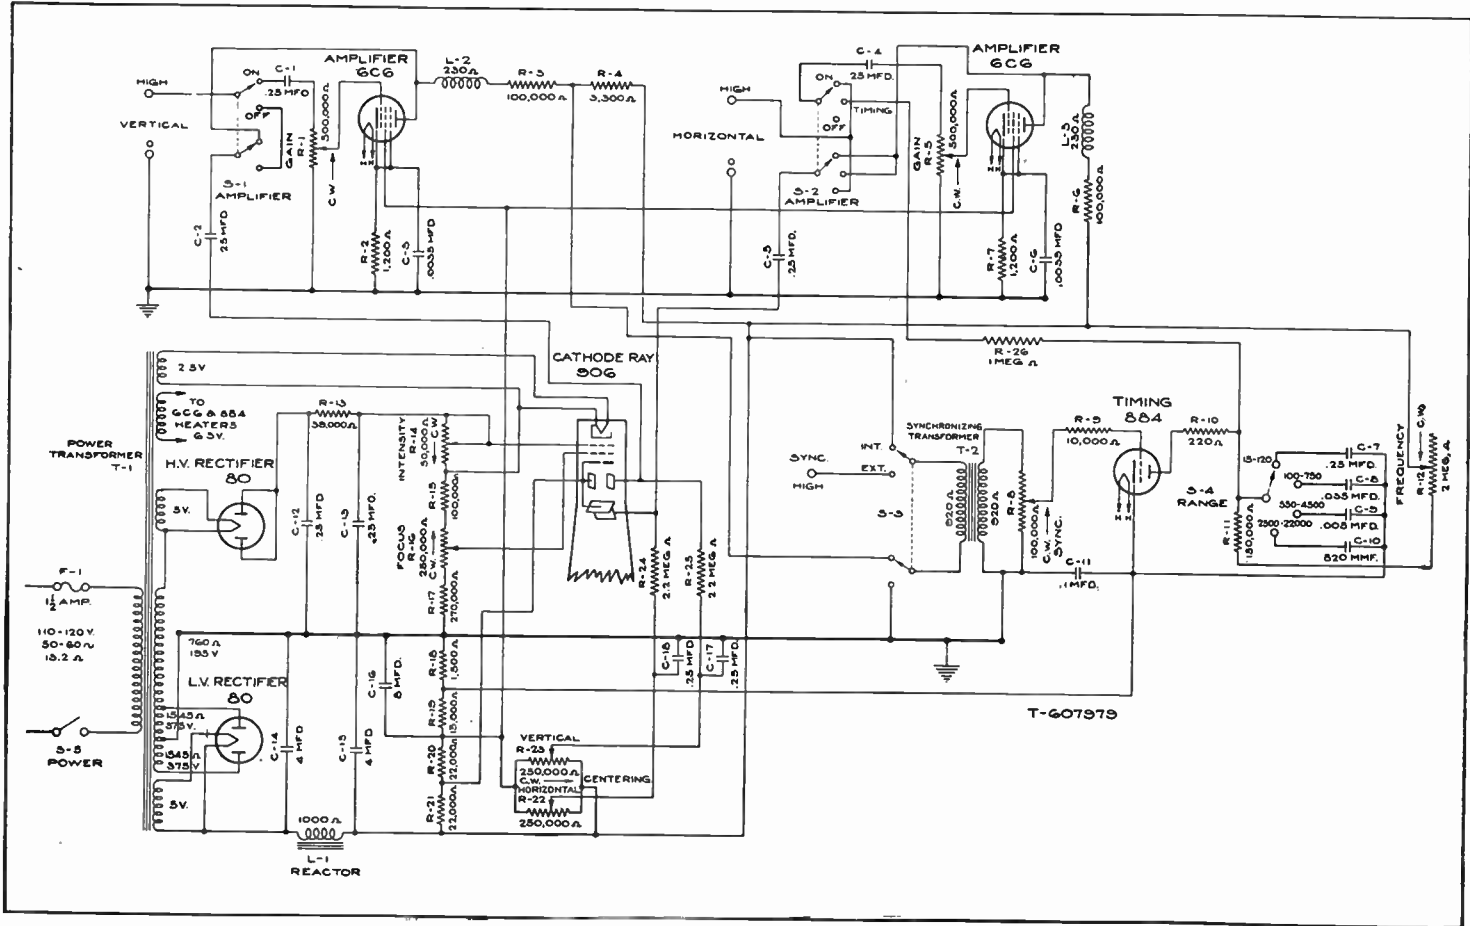 AMPLIFIER
6C6
HIGH
VERTICAL
ON
OFF
C-1
.25 MFD
500,000Ω
R-1
GAIN
C.W.
S-1
AMPLIFIER
C-2
.25 MFD
R-2
1,200Ω
C-3
.0035 MFD
L-2
230Ω
R-3
100,000Ω
R-4
3,300Ω
AMPLIFIER
6C6
HIGH
HORIZONTAL
C-4
.25 MFD.
ON
TIMING
OFF
500,000Ω
R-5
GAIN
C.W.
S-2
AMPLIFIER
C-5
.25 MFD.
R-7
1,200Ω
C-6
.0035 MFD
L-3
230Ω
R-6
100,000Ω
2.5V
TO
6C6 & 884
HEATERS
6.3V.
POWER
TRANSFORMER
T-1
H.V. RECTIFIER
80
5V.
F-1
1½ AMP.
110-120V.
50-60~
13.2Ω
S-5
POWER
760Ω
195V
L.V. RECTIFIER
80
1545Ω
375V.
1545Ω
375V
5V.
R-13
38,000Ω
C-12
.25 MFD
C-13
.25 MFD.
INTENSITY
R-14
50,000Ω
C.W.
R-15
100,000Ω
FOCUS
R-16
250,000Ω
C.W.
R-17
270,000Ω
R-18
1,500Ω
R-19
15,000Ω
R-20
22,000Ω
R-21
22,000Ω
C-14
4 MFD
C-15
4 MFD
C-16
8 MFD.
1000Ω
L-1
REACTOR
CATHODE RAY
906
R-24
2.2 MEG Ω
R-25
2.2 MEG Ω
C-18
.25 MFD
C-17
.25 MFD
VERTICAL
R-23
250,000Ω
C.W.
HORIZONTAL
R-22
250,000Ω
CENTERING
R-26
1 MEG Ω
SYNC.
HIGH
INT.
EXT.
S-3
SYNCHRONIZING
TRANSFORMER
T-2
920Ω
920Ω
R-8
100,000Ω
C.W.
SYNC.
R-9
10,000Ω
C-11
.1 MFD.
TIMING
884
R-10
220Ω
S-4
RANGE
15-120
100-750
550-4500
2500-22000
R-11
180,000Ω
C-7
.25 MFD.
C-8
.035 MFD.
C-9
.005 MFD.
C-10
820 MMF.
FREQUENCY
R-12
C.W.
2 MEG. Ω
T-607979